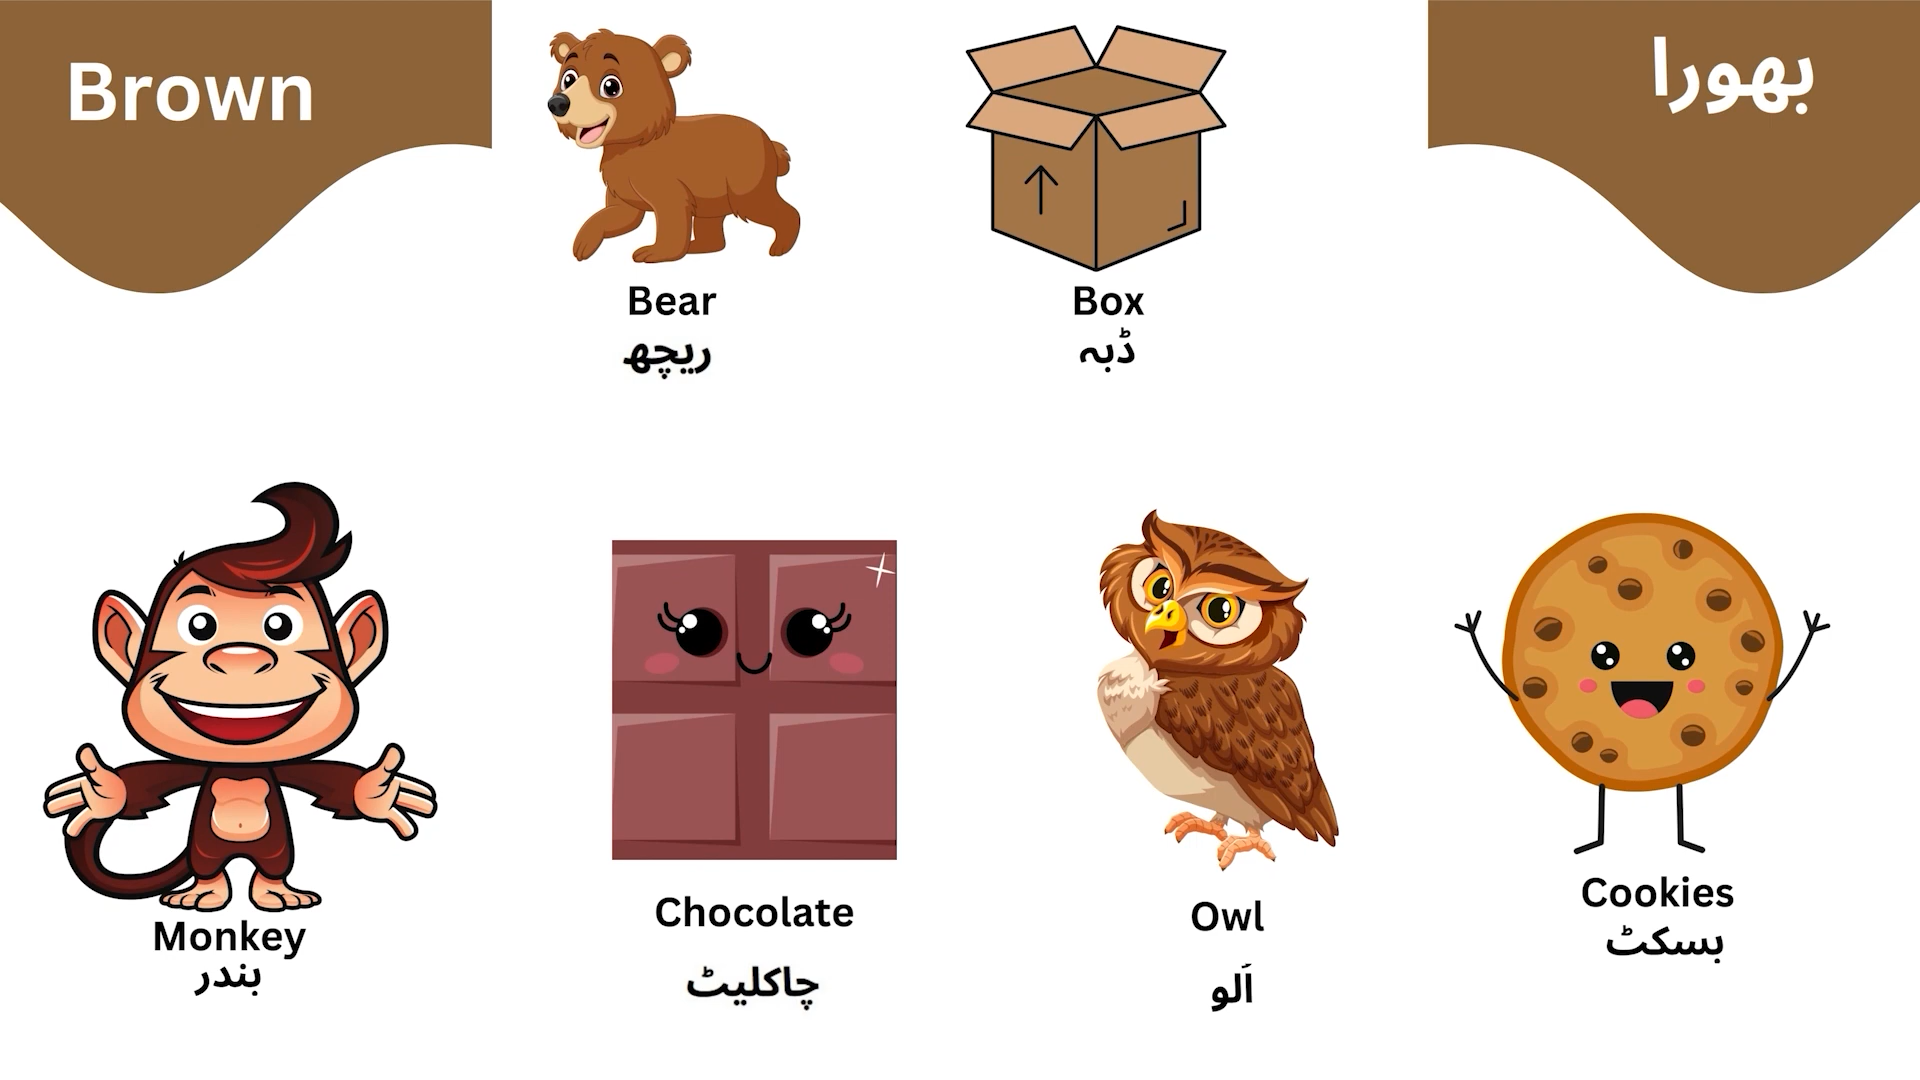 Brown
بھورا
Bear
ریچھ
Box
ڈبہ
Monkey
بندر
Chocolate
چاکلیٹ
Owl
اَلو
Cookies
بسکٹ